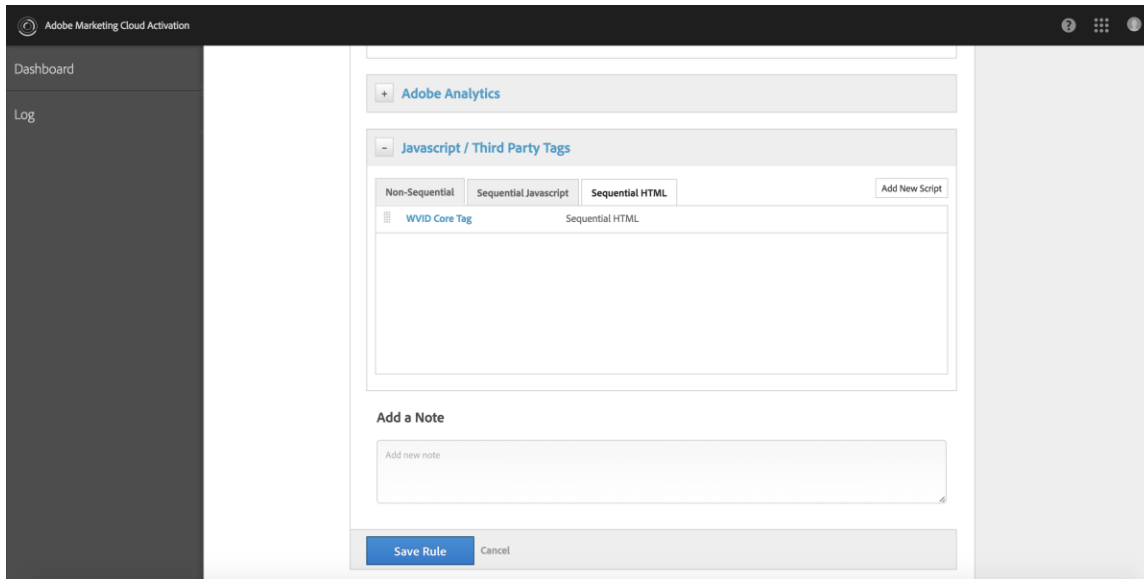 Adobe Marketing Cloud Activation
Dashboard
Log
+ Adobe Analytics
- Javascript / Third Party Tags
Non-Sequential Sequential Javascript Sequential HTML Add New Script
WVID Core Tag Sequential HTML
Add a Note
Add new note
Save Rule Cancel